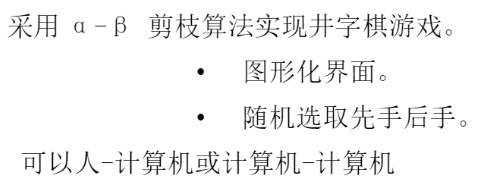 采用 α-β 剪枝算法实现井字棋游戏。
• 图形化界面。
• 随机选取先手后手。
可以人-计算机或计算机-计算机